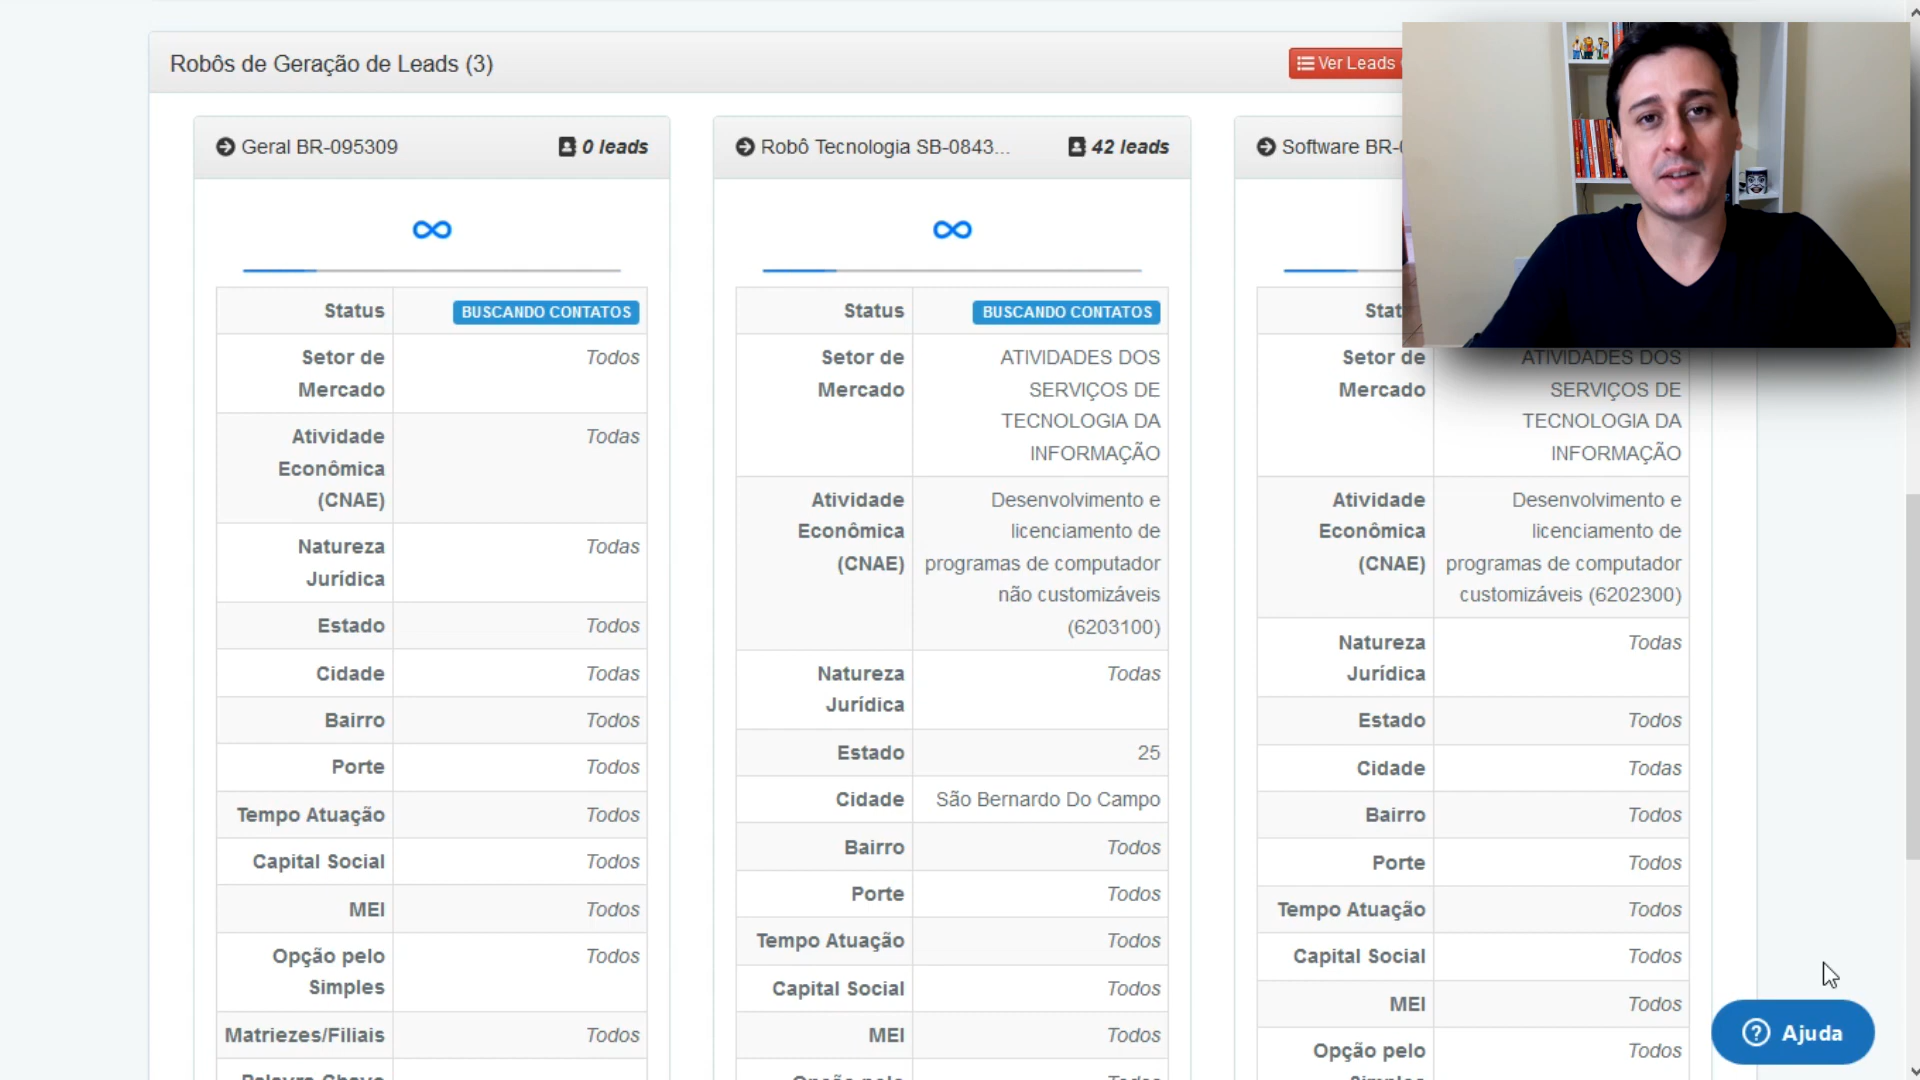 Robôs de Geração de Leads (3)
Ver Leads
Geral BR-095309
0 leads
Status
BUSCANDO CONTATOS
Setor de
Mercado
Todos
Atividade
Econômica
(CNAE)
Todas
Natureza
Jurídica
Todas
Estado
Todos
Cidade
Todas
Bairro
Todos
Porte
Todos
Tempo Atuação
Todos
Capital Social
Todos
MEI
Todos
Opção pelo
Simples
Todos
Matriezes/Filiais
Todos
Robô Tecnologia SB-0843...
42 leads
Status
BUSCANDO CONTATOS
Setor de
Mercado
ATIVIDADES DOS
SERVIÇOS DE
TECNOLOGIA DA
INFORMAÇÃO
Atividade
Econômica
(CNAE)
Desenvolvimento e
licenciamento de
programas de computador
não customizáveis
(6203100)
Natureza
Jurídica
Todas
Estado
25
Cidade
São Bernardo Do Campo
Bairro
Todos
Porte
Todos
Tempo Atuação
Todos
Capital Social
Todos
MEI
Todos
Software BR-
Setor de
Mercado
ATIVIDADES DOS
SERVIÇOS DE
TECNOLOGIA DA
INFORMAÇÃO
Atividade
Econômica
(CNAE)
Desenvolvimento e
licenciamento de
programas de computador
customizáveis (6202300)
Natureza
Jurídica
Todas
Estado
Todos
Cidade
Todas
Bairro
Todos
Porte
Todos
Tempo Atuação
Todos
Capital Social
Todos
MEI
Todos
Opção pelo
Todos
Ajuda